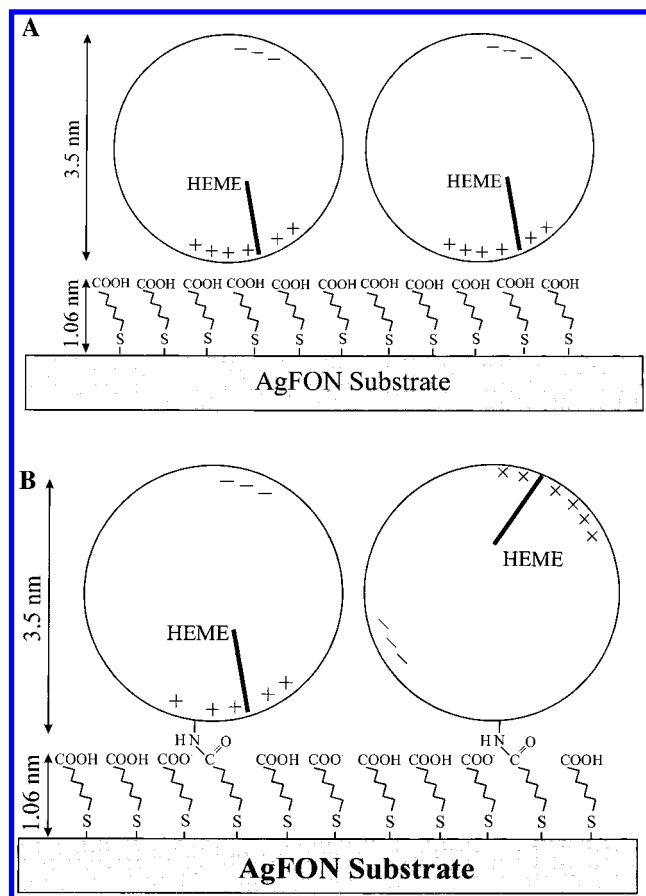 A
− − − − − −
3.5 nm
HEME HEME
+ + + + + + + + + + + +
COOH COOH COOH COOH COOH COOH COOH COOH COOH COOH COOH
1.06 nm
S S S S S S S S S S S
AgFON Substrate
B
− − − + + + + + +
HEME
3.5 nm
HEME
− − −
+ + + + +
H N O H N O
COOH COOH COO⁻ C COOH COO⁻ COOH COOH COO⁻ C COOH
1.06 nm
S S S S S S S S S S S
AgFON Substrate